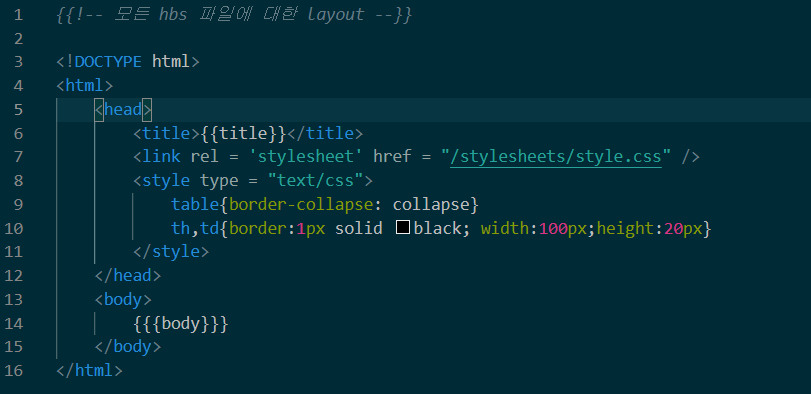 1 {{!-- 모든 hbs 파일에 대한 layout --}}
2
3 <!DOCTYPE html>
4 <html>
5 <head>
6 <title>{{title}}</title>
7 <link rel = 'stylesheet' href = "/stylesheets/style.css" />
8 <style type = "text/css">
9 table{border-collapse: collapse}
10 th,td{border:1px solid black; width:100px;height:20px}
11 </style>
12 </head>
13 <body>
14 {{{body}}}
15 </body>
16 </html>